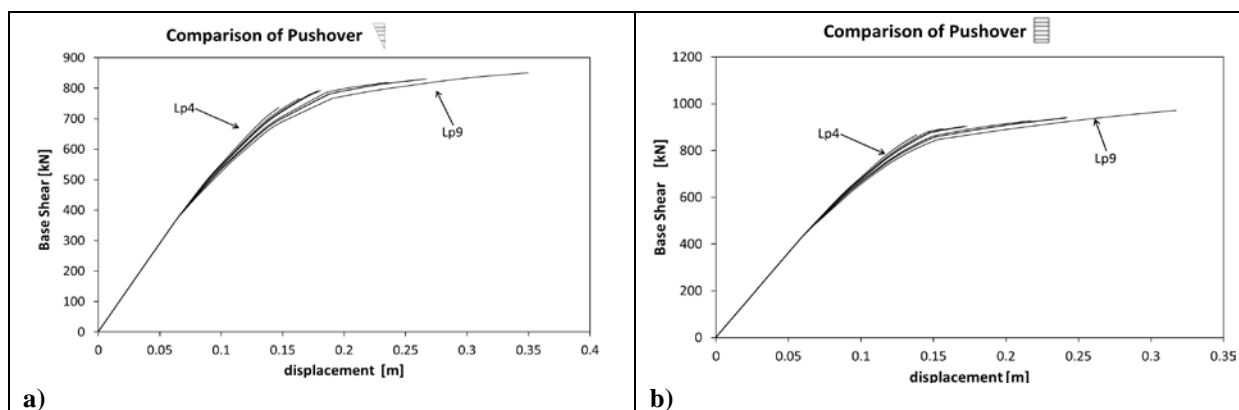 Comparison of Pushover
900
800
700
600
500
400
300
200
100
0
Base Shear [kN]
Lp4
Lp9
0 0.05 0.1 0.15 0.2 0.25 0.3 0.35 0.4
displacement [m]
a)
Comparison of Pushover
1200
1000
800
600
400
200
0
Base Shear [kN]
Lp4
Lp9
0 0.05 0.1 0.15 0.2 0.25 0.3 0.35
displacement [m]
b)